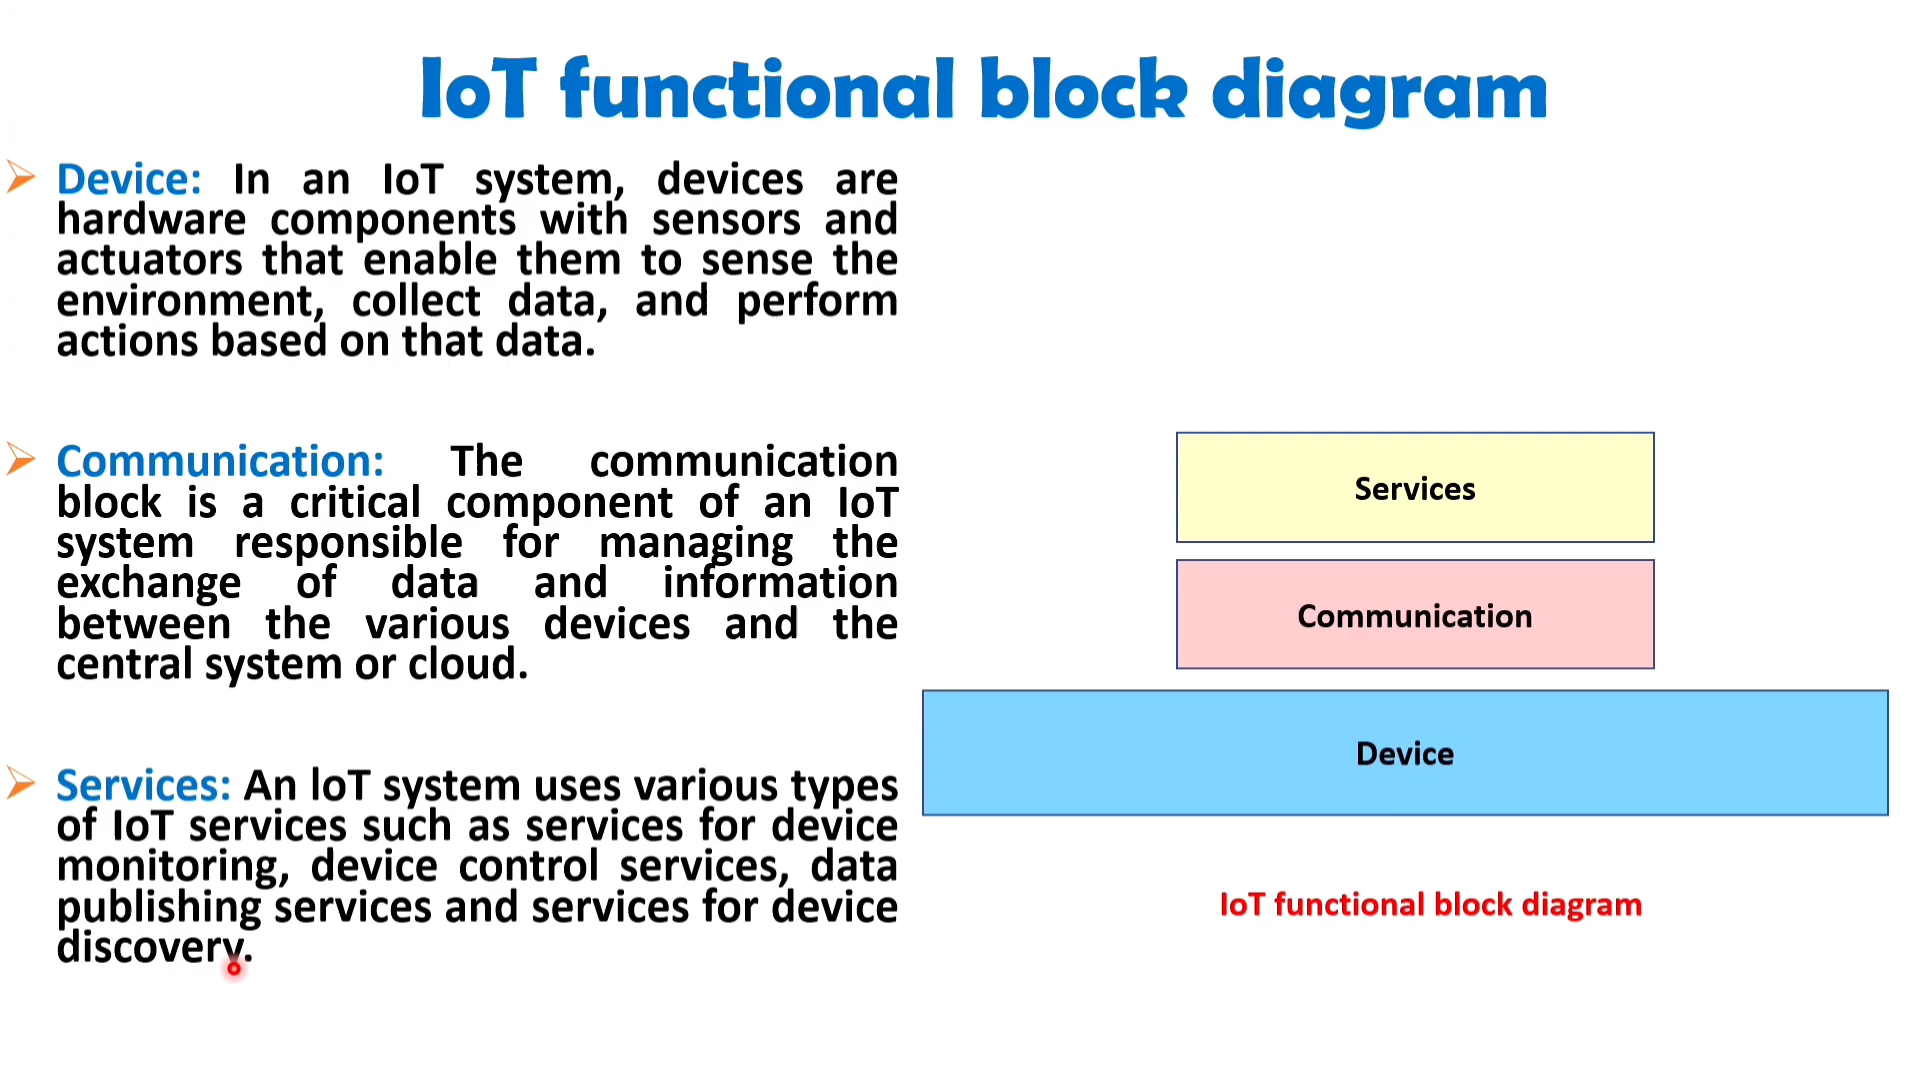 IoT functional block diagram
Device: In an IoT system, devices are
hardware components with sensors and
actuators that enable them to sense the
environment, collect data, and perform
actions based on that data.
Communication: The communication
block is a critical component of an IoT
system responsible for managing the
exchange of data and information
between the various devices and the
central system or cloud.
Services: An loT system uses various types
of IoT services such as services for device
monitoring, device control services, data
publishing services and services for device
discovery.
Services
Communication
Device
IoT functional block diagram